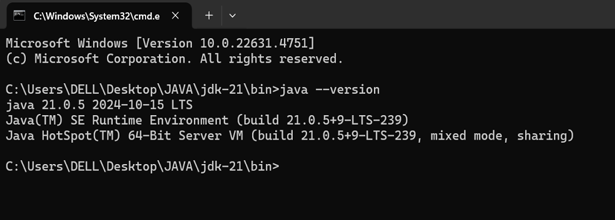 C:\Windows\System32\cmd.e
Microsoft Windows [Version 10.0.22631.4751]
(c) Microsoft Corporation. All rights reserved.
C:\Users\DELL\Desktop\JAVA\jdk-21\bin>java --version
java 21.0.5 2024-10-15 LTS
Java(TM) SE Runtime Environment (build 21.0.5+9-LTS-239)
Java HotSpot(TM) 64-Bit Server VM (build 21.0.5+9-LTS-239, mixed mode, sharing)
C:\Users\DELL\Desktop\JAVA\jdk-21\bin>